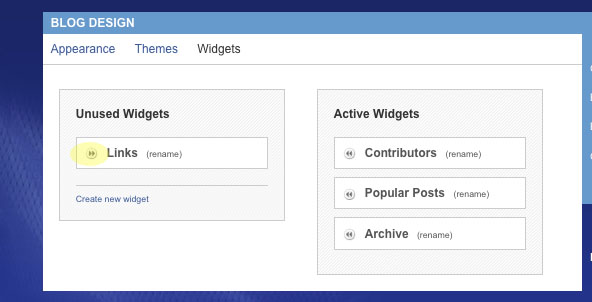 BLOG DESIGN
Appearance Themes Widgets
Unused Widgets
Links (rename)
Create new widget
Active Widgets
Contributors (rename)
Popular Posts (rename)
Archive (rename)